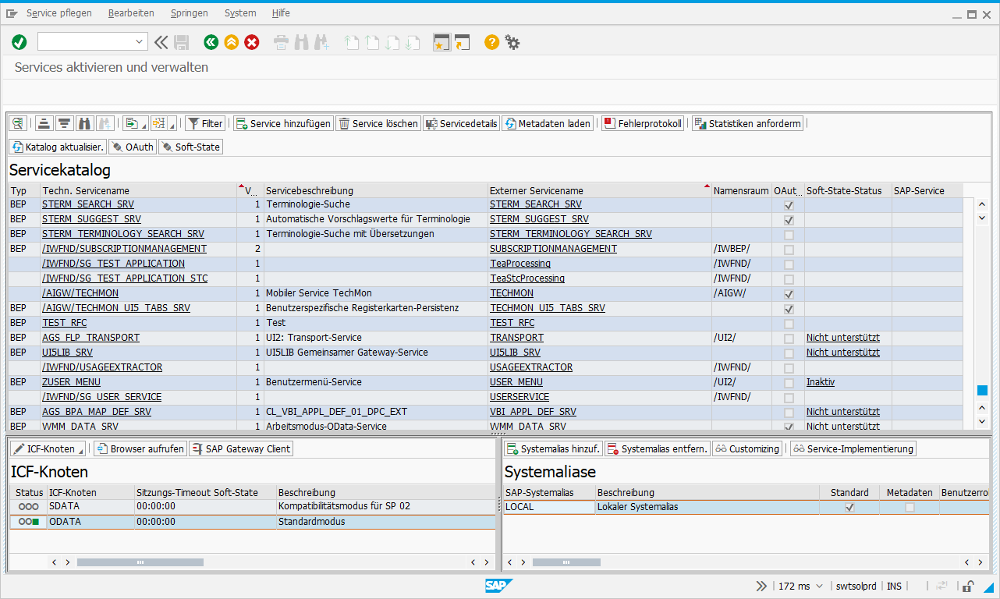 Service pflegen Bearbeiten Springen System Hilfe
Services aktivieren und verwalten
Filter Service hinzufügen Service löschen Servicedetails Metadaten laden Fehlerprotokoll Statistiken anforderm
Katalog aktualisier. OAuth Soft-State
Servicekatalog
Typ Techn. Servicename V... Servicebeschreibung Externer Servicename Namensraum OAut... Soft-State-Status SAP-Service
BEP STERM_SEARCH_SRV 1 Terminologie-Suche STERM_SEARCH_SRV
BEP STERM_SUGGEST_SRV 1 Automatische Vorschlagswerte für Terminologie STERM_SUGGEST_SRV
BEP STERM_TERMINOLOGY_SEARCH_SRV 1 Terminologie-Suche mit Übersetzungen STERM_TERMINOLOGY_SEARCH_SRV
BEP /IWFND/SUBSCRIPTIONMANAGEMENT 2 SUBSCRIPTIONMANAGEMENT /IWBEP/
/IWFND/SG_TEST_APPLICATION 1 TeaProcessing /IWFND/
/IWFND/SG_TEST_APPLICATION_STC 1 TeaStcProcessing /IWFND/
/AIGW/TECHMON 1 Mobiler Service TechMon TECHMON /AIGW/
BEP /AIGW/TECHMON_UI5_TABS_SRV 1 Benutzerspezifische Registerkarten-Persistenz TECHMON_UI5_TABS_SRV
BEP TEST_RFC 1 Test TEST_RFC
BEP AGS_FLP_TRANSPORT 1 UI2: Transport-Service TRANSPORT /UI2/ Nicht unterstützt
BEP UI5LIB_SRV 1 UI5LIB Gemeinsamer Gateway-Service UI5LIB_SRV Nicht unterstützt
/IWFND/USAGEEXTRACTOR 1 USAGEEXTRACTOR /IWFND/
BEP ZUSER_MENU 1 Benutzermenü-Service USER_MENU /UI2/ Inaktiv
/IWFND/SG_USER_SERVICE 1 USERSERVICE /IWFND/
BEP AGS_BPA_MAP_DEF_SRV 1 CL_VBI_APPL_DEF_01_DPC_EXT VBI_APPL_DEF_SRV Nicht unterstützt
BEP WMM_DATA_SRV 1 Arbeitsmodus-OData-Service WMM_DATA_SRV Nicht unterstützt
ICF-Knoten Browser aufrufen SAP Gateway Client
ICF-Knoten
Status ICF-Knoten Sitzungs-Timeout Soft-State Beschreibung
SDATA 00:00:00 Kompatibilitätsmodus für SP 02
ODATA 00:00:00 Standardmodus
Systemalias hinzuf. Systemalias entfern. Customizing Service-Implementierung
Systemaliase
SAP-Systemalias Beschreibung Standard Metadaten Benutzerro
LOCAL Lokaler Systemalias
SAP 172 ms swtsolprd INS